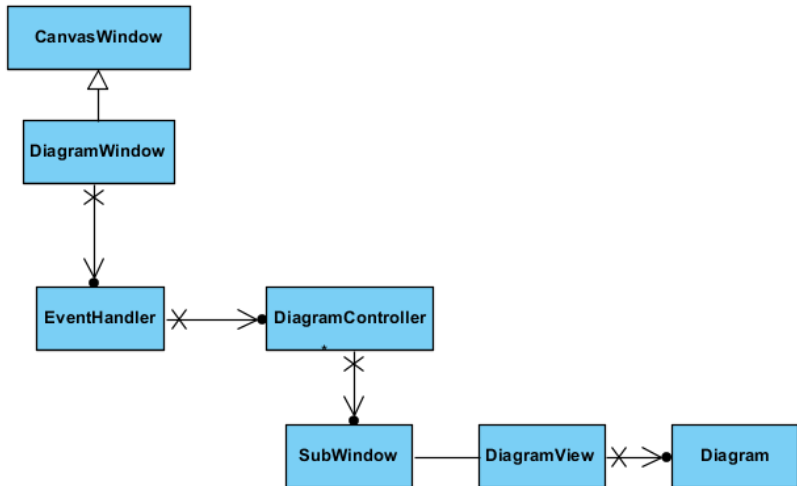 CanvasWindow
DiagramWindow
EventHandler
DiagramController
*
SubWindow
DiagramView
Diagram